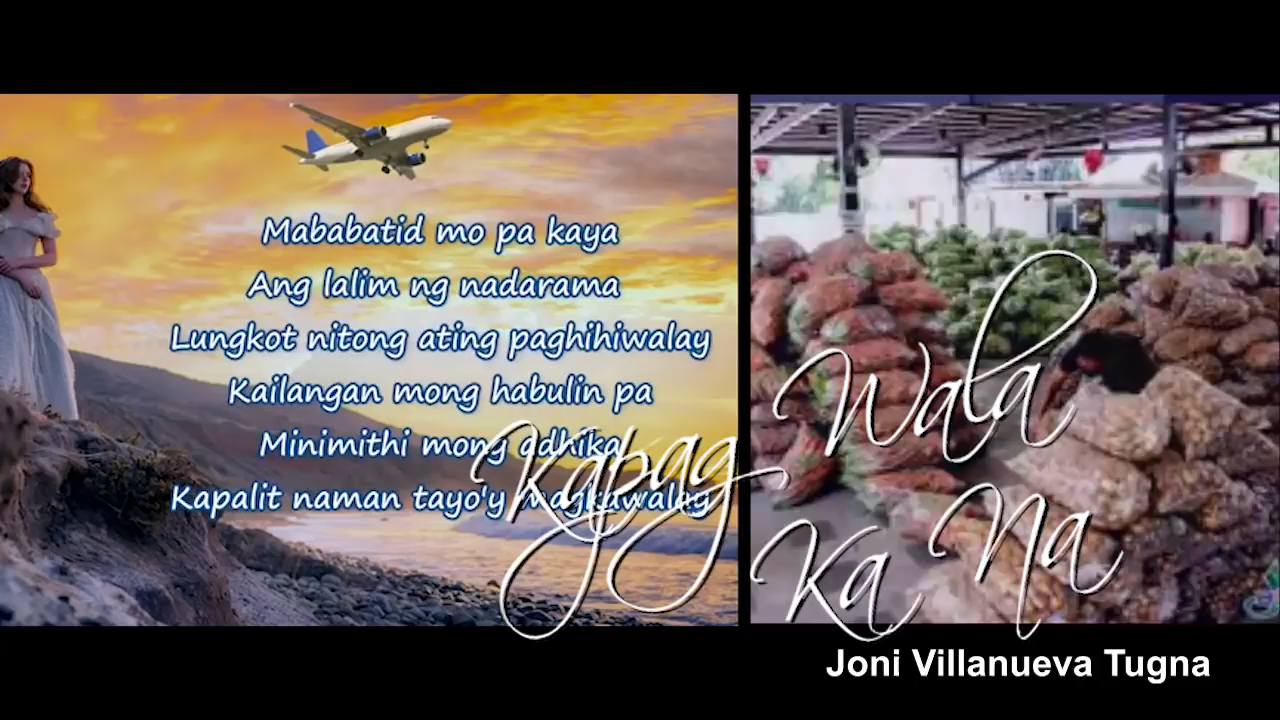 Mababatid mo pa kaya
Ang lalim ng nadarama
Lungkot nitong ating paghihiwalay
Kailangan mong habulin pa
Minimithi mong adhika
Kapalit naman tayo'y magkawalay
Kapag
Wala
Ka Na
Joni Villanueva Tugna